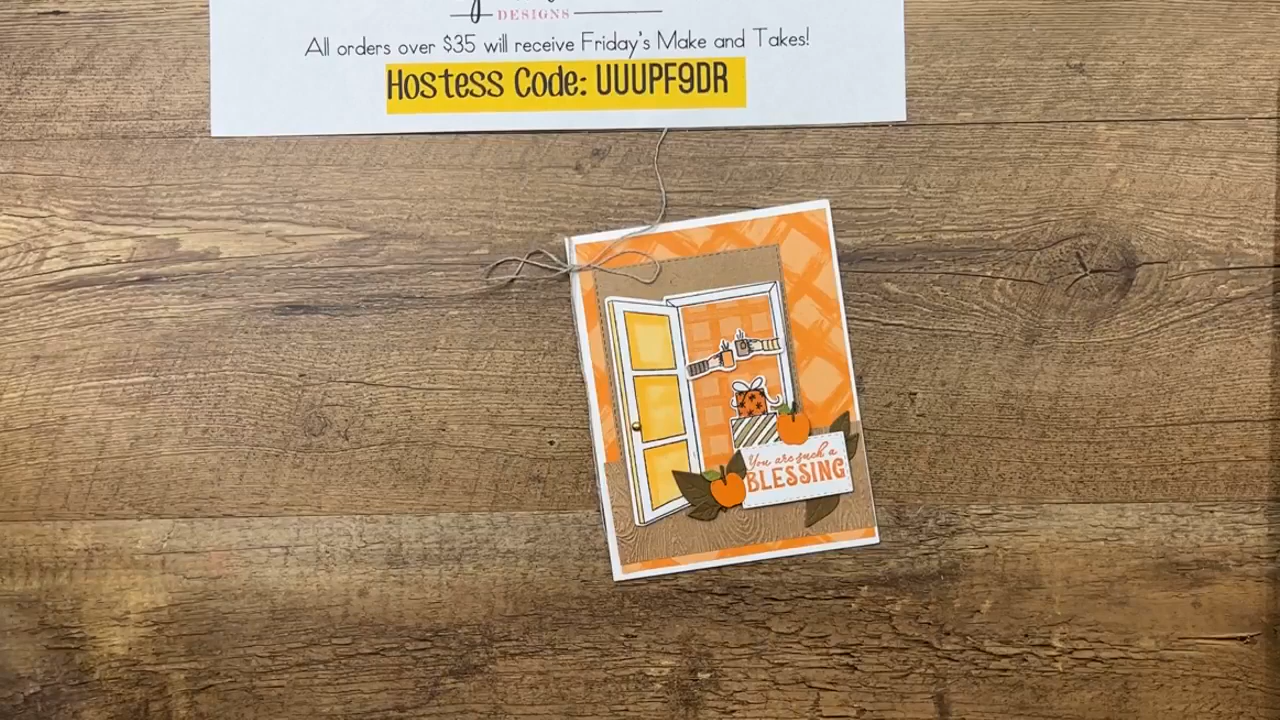 DESIGNS
All orders over $35 will receive Friday's Make and Takes!
Hostess Code: UUUPF9DR
You are such a
BLESSING